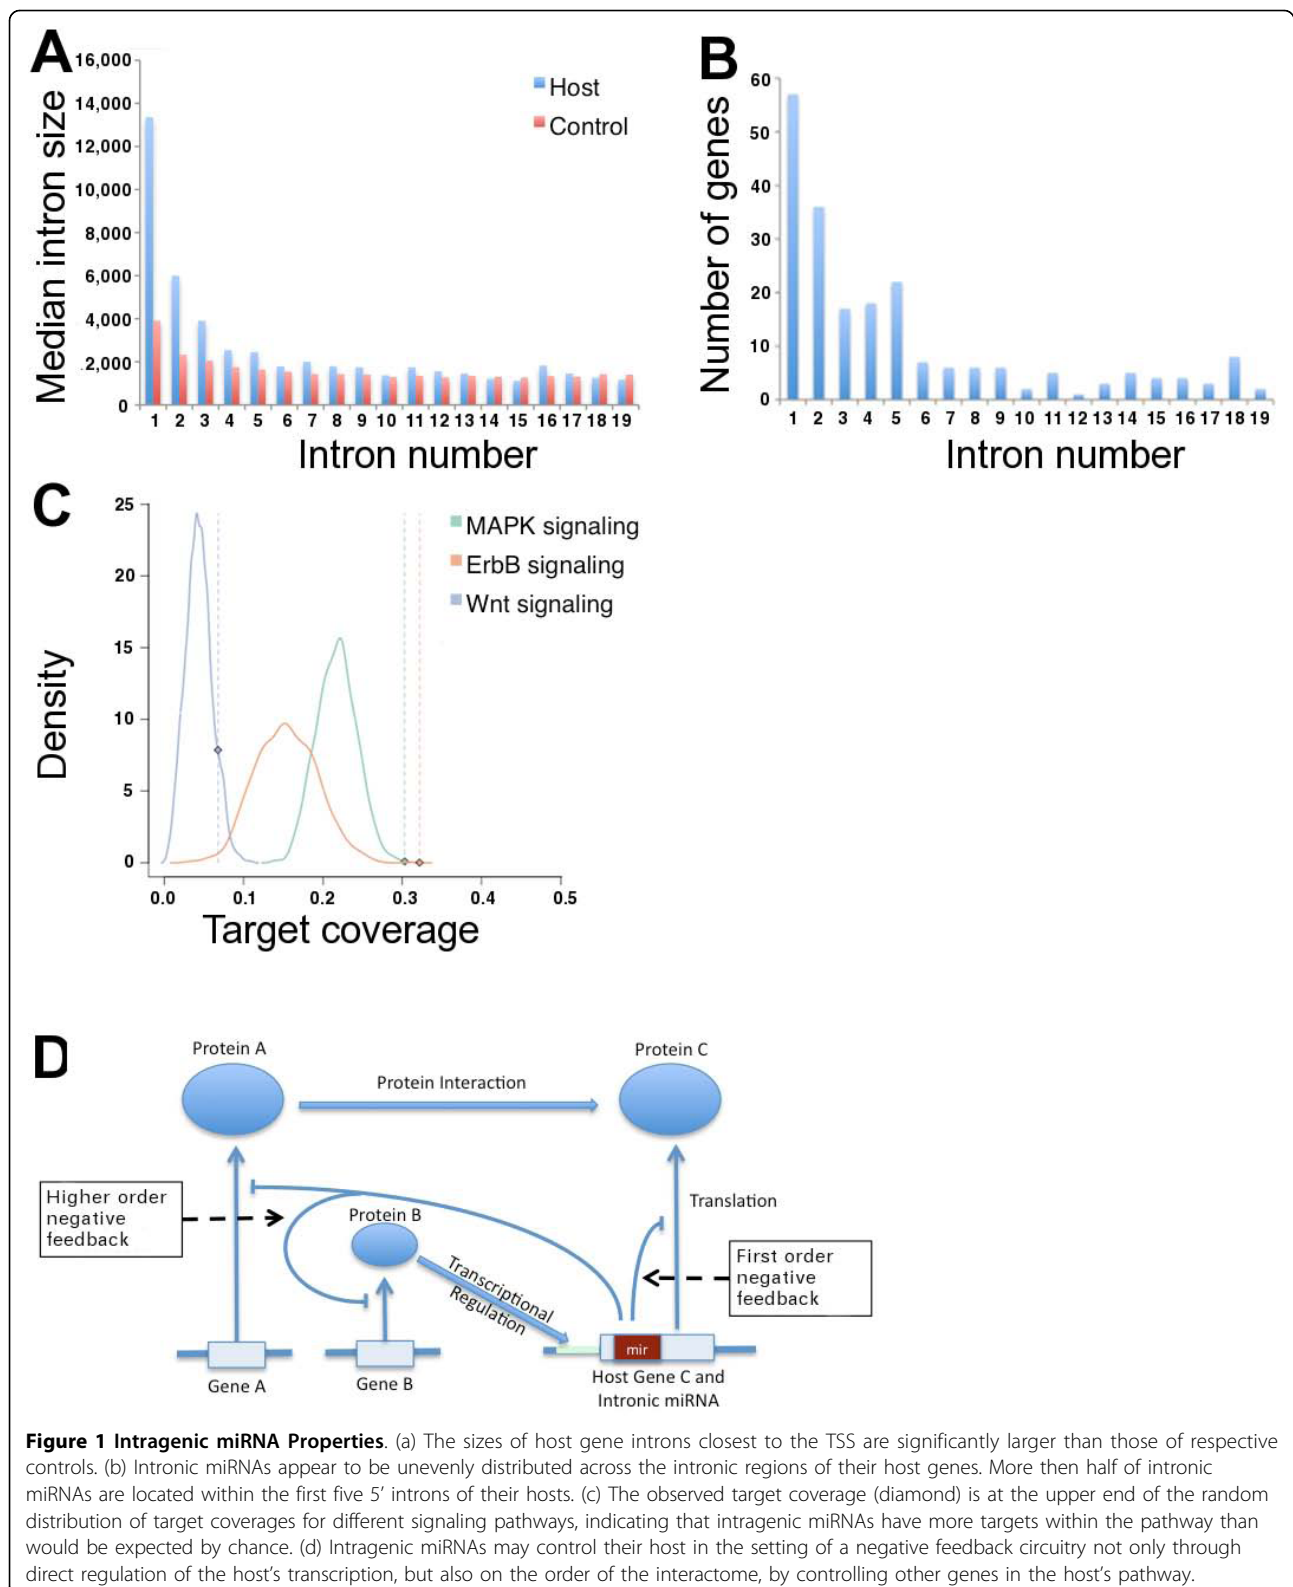 A
16,000
14,000
12,000
10,000
8,000
6,000
4,000
2,000
0
Median intron size
Host
Control
1 2 3 4 5 6 7 8 9 10 11 12 13 14 15 16 17 18 19
Intron number
B
60
50
40
30
20
10
0
Number of genes
1 2 3 4 5 6 7 8 9 10 11 12 13 14 15 16 17 18 19
Intron number
C
25
20
15
10
5
0
Density
MAPK signaling
ErbB signaling
Wnt signaling
0.0 0.1 0.2 0.3 0.4 0.5
Target coverage
D
Protein A
Protein Interaction
Protein C
Higher order
negative
feedback
Protein B
Translation
Transcriptional
Regulation
First order
negative
feedback
mir
Gene A
Gene B
Host Gene C and
Intronic miRNA
Figure 1 Intragenic miRNA Properties. (a) The sizes of host gene introns closest to the TSS are significantly larger than those of respective
controls. (b) Intronic miRNAs appear to be unevenly distributed across the intronic regions of their host genes. More then half of intronic
miRNAs are located within the first five 5' introns of their hosts. (c) The observed target coverage (diamond) is at the upper end of the random
distribution of target coverages for different signaling pathways, indicating that intragenic miRNAs have more targets within the pathway than
would be expected by chance. (d) Intragenic miRNAs may control their host in the setting of a negative feedback circuitry not only through
direct regulation of the host's transcription, but also on the order of the interactome, by controlling other genes in the host's pathway.